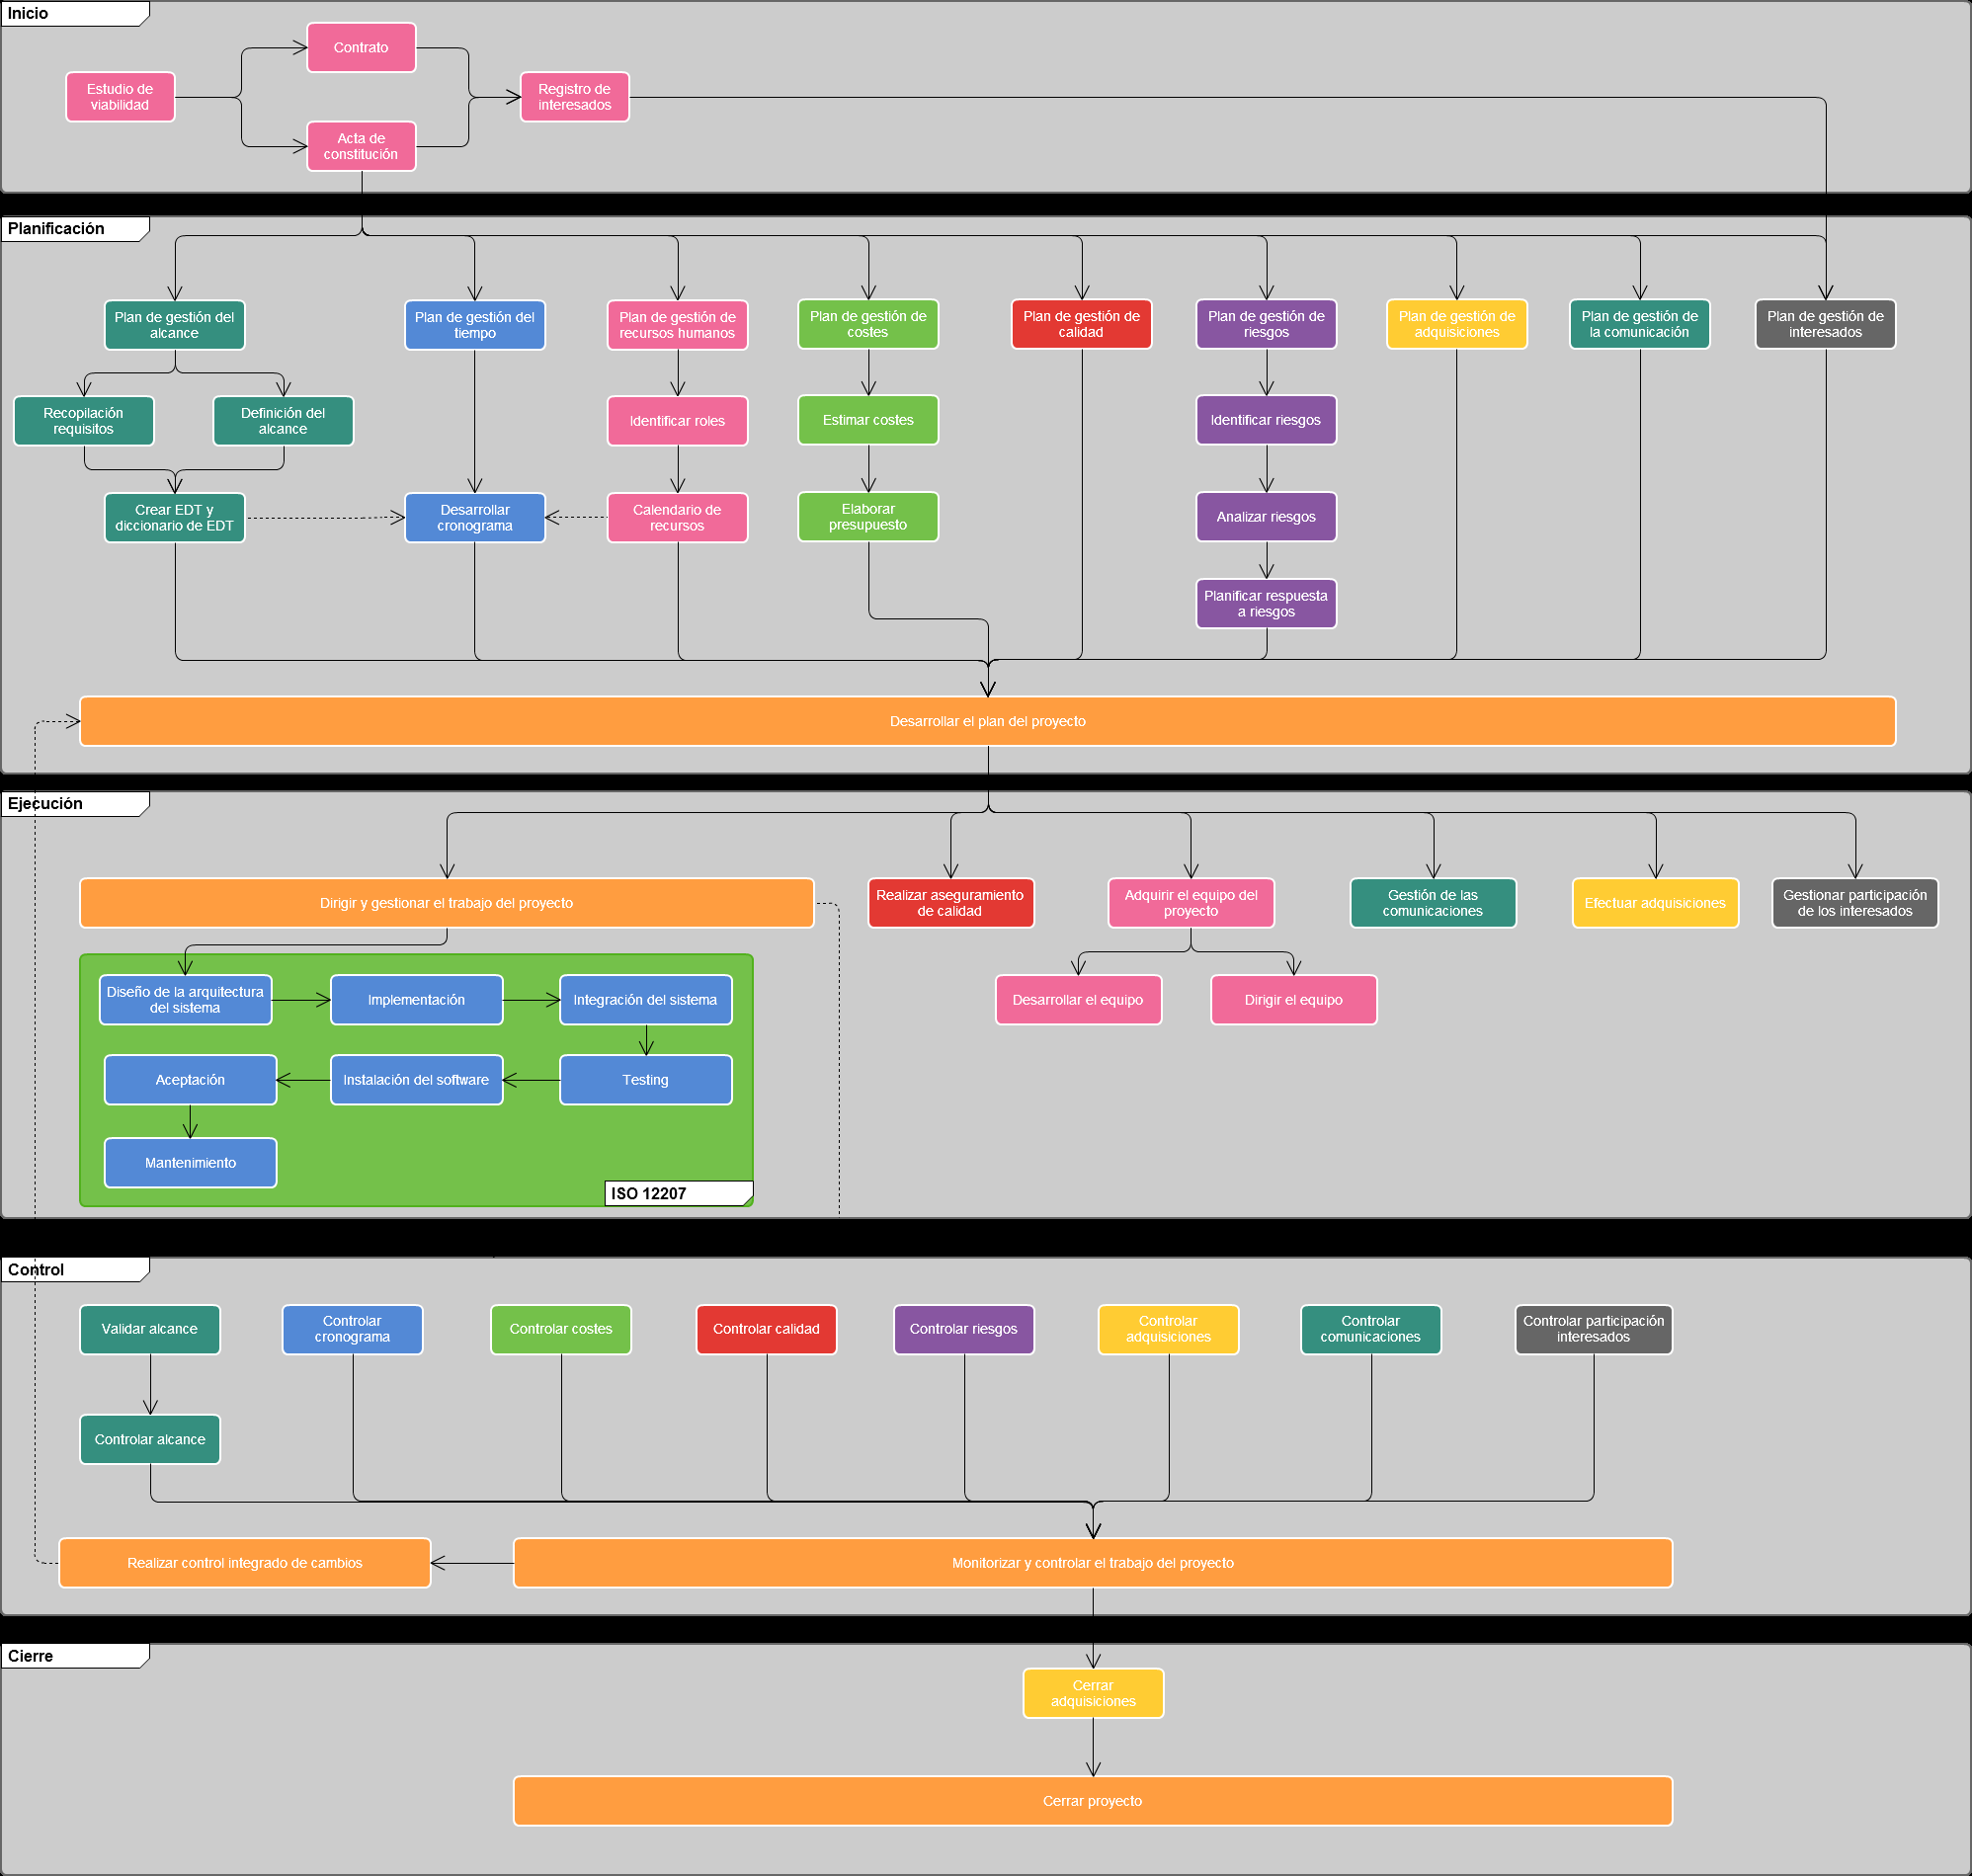 Inicio
Contrato
Estudio de
viabilidad
Registro de
interesados
Acta de
constitución
Planificación
Plan de gestión del
alcance
Plan de gestión del
tiempo
Plan de gestión de
recursos humanos
Plan de gestión de
costes
Plan de gestión de
calidad
Plan de gestión de
riesgos
Plan de gestión de
adquisiciones
Plan de gestión de
la comunicación
Plan de gestión de
interesados
Recopilación
requisitos
Definición del
alcance
Identificar roles
Estimar costes
Identificar riesgos
Crear EDT y
diccionario de EDT
Desarrollar
cronograma
Calendario de
recursos
Elaborar
presupuesto
Analizar riesgos
Planificar respuesta
a riesgos
Desarrollar el plan del proyecto
Ejecución
Dirigir y gestionar el trabajo del proyecto
Realizar aseguramiento
de calidad
Adquirir el equipo del
proyecto
Gestión de las
comunicaciones
Efectuar adquisiciones
Gestionar participación
de los interesados
Diseño de la arquitectura
del sistema
Implementación
Integración del sistema
Desarrollar el equipo
Dirigir el equipo
Aceptación
Instalación del software
Testing
Mantenimiento
ISO 12207
Control
Validar alcance
Controlar
cronograma
Controlar costes
Controlar calidad
Controlar riesgos
Controlar
adquisiciones
Controlar
comunicaciones
Controlar participación
interesados
Controlar alcance
Realizar control integrado de cambios
Monitorizar y controlar el trabajo del proyecto
Cierre
Cerrar
adquisiciones
Cerrar proyecto